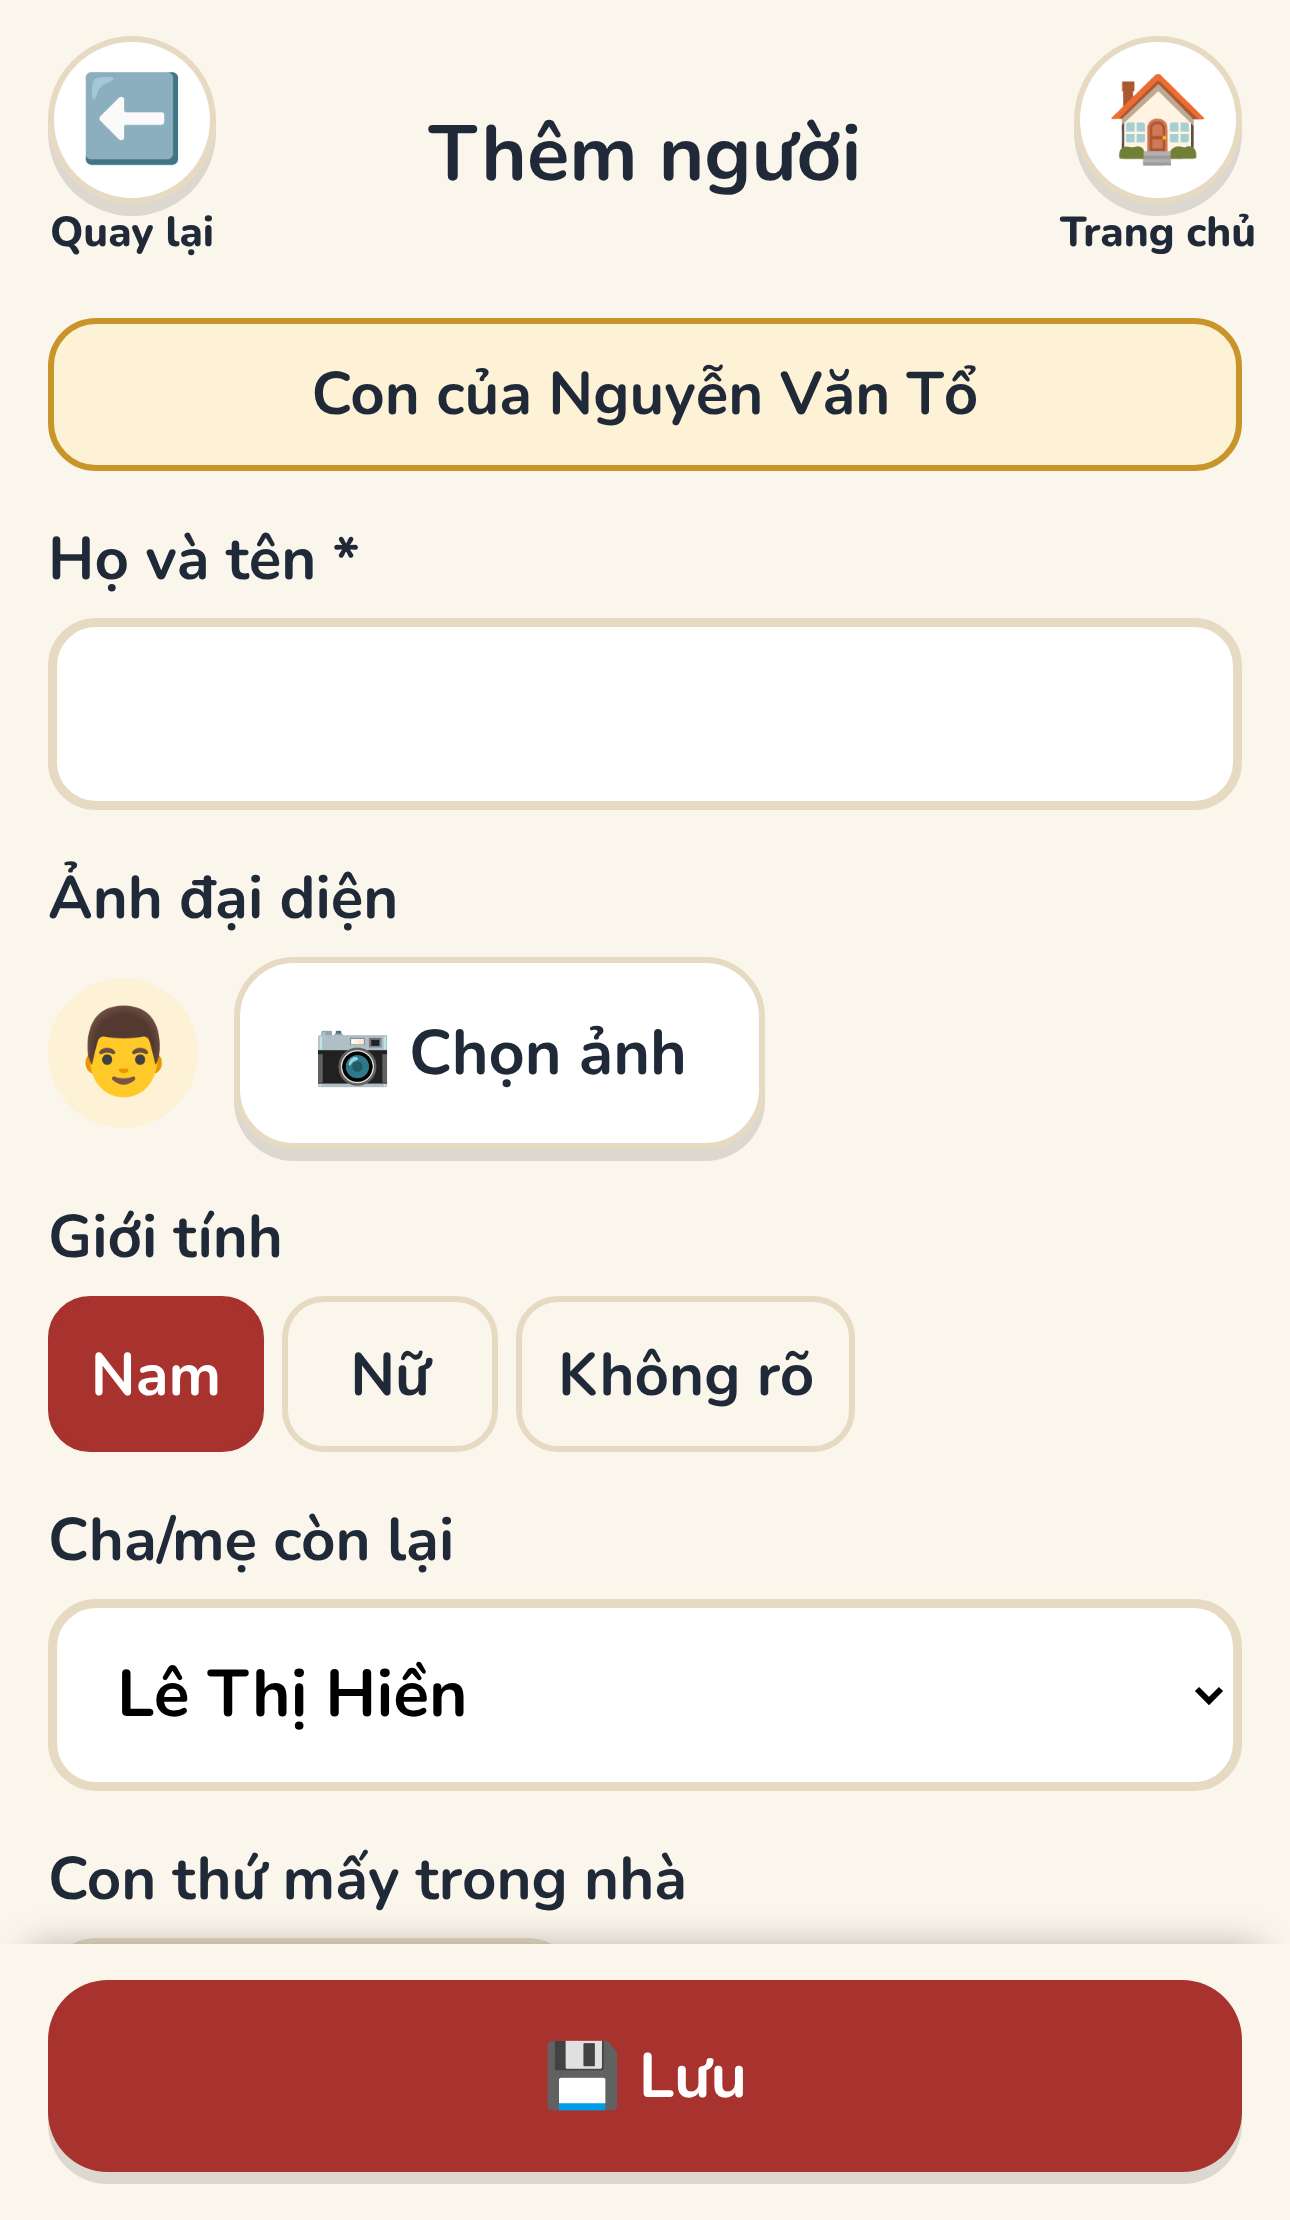 Thêm người
Quay lại
Trang chủ
Con của Nguyễn Văn Tổ
Họ và tên *
Ảnh đại diện
Chọn ảnh
Giới tính
Nam
Nữ
Không rõ
Cha/mẹ còn lại
Lê Thị Hiền
Con thứ mấy trong nhà
Lưu